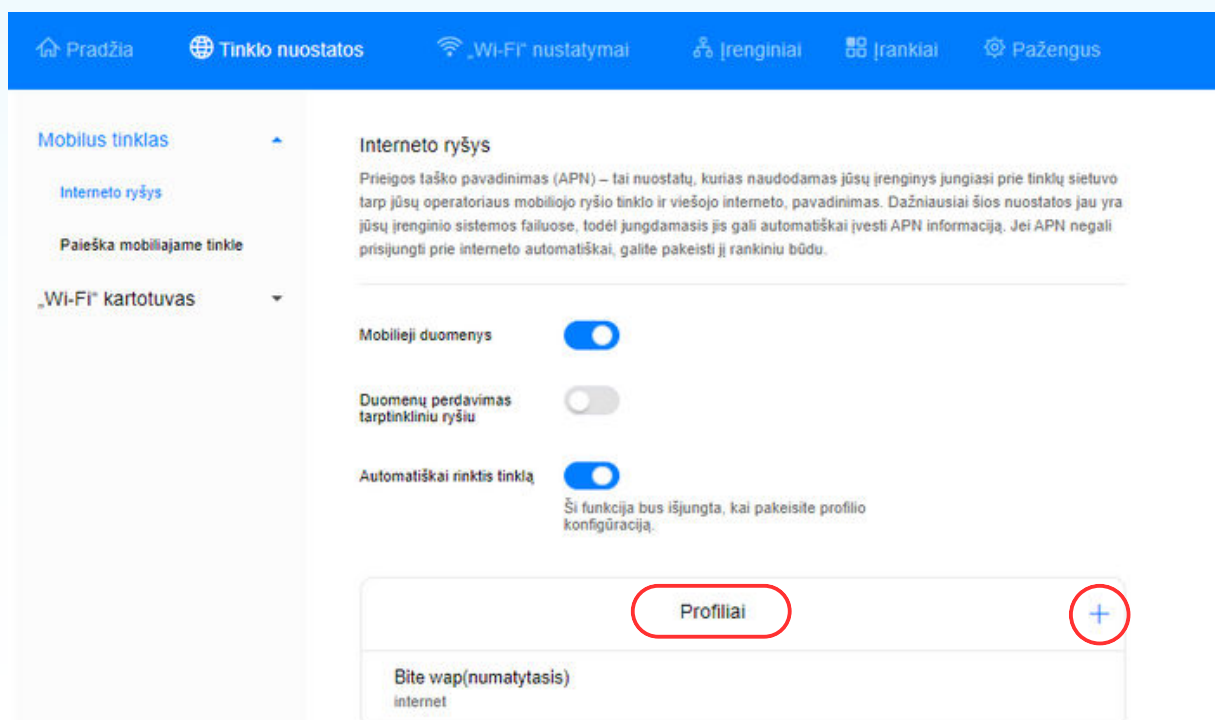 Pradžia
Tinklo nuostatos
„Wi-Fi“ nustatymai
Įrenginiai
Įrankiai
Pažengus
Mobilus tinklas
Interneto ryšys
Paieška mobiliajame tinkle
„Wi-Fi“ kartotuvas
Interneto ryšys
Prieigos taško pavadinimas (APN) – tai nuostatų, kurias naudodamas jūsų įrenginys jungiasi prie tinklų sietuvo
tarp jūsų operatoriaus mobiliojo ryšio tinklo ir viešojo interneto, pavadinimas. Dažniausiai šios nuostatos jau yra
jūsų įrenginio sistemos failuose, todėl jungdamasis jis gali automatiškai įvesti APN informaciją. Jei APN negali
prisijungti prie interneto automatiškai, galite pakeisti jį rankiniu būdu.
Mobilieji duomenys
Duomenų perdavimas
tarptinkliniu ryšiu
Automatiškai rinktis tinklą
Ši funkcija bus išjungta, kai pakeisite profilio
konfigūraciją.
Profiliai
Bite wap(numatytasis)
internet